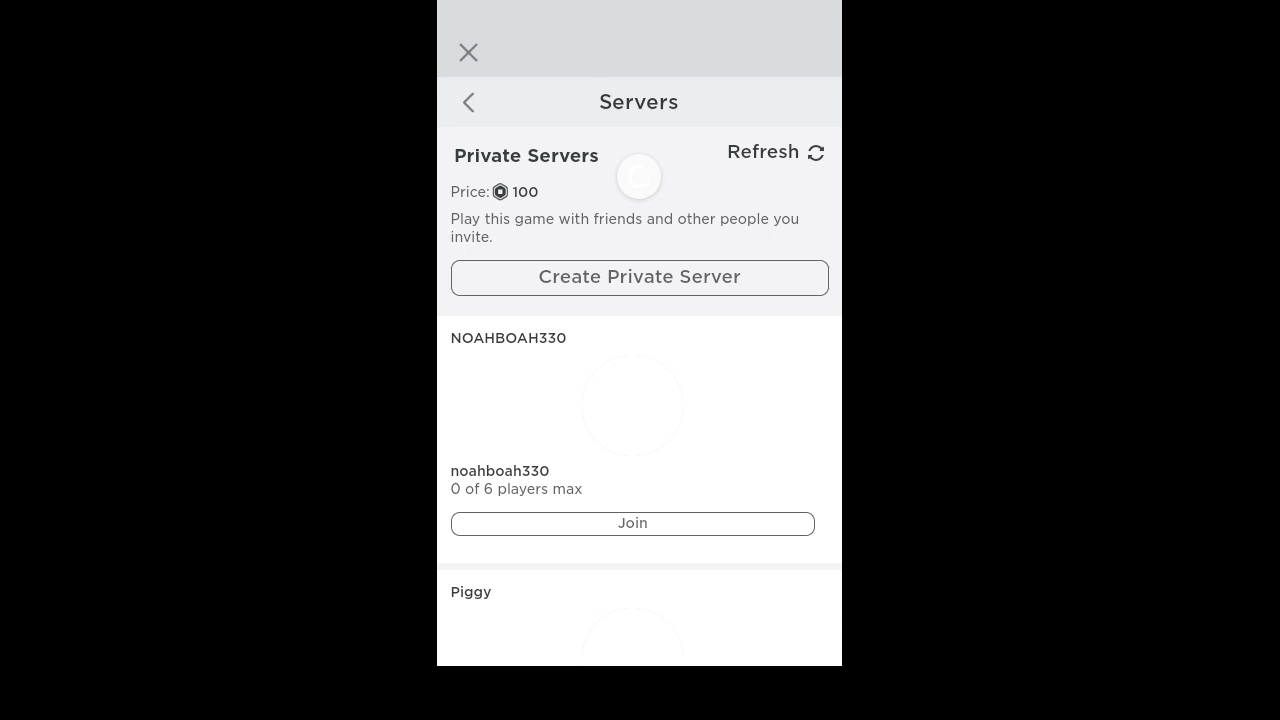 Servers
Private Servers
Refresh
Price: 100
Play this game with friends and other people you
invite.
Create Private Server
NOAHBOAH330
noahboah330
0 of 6 players max
Join
Piggy